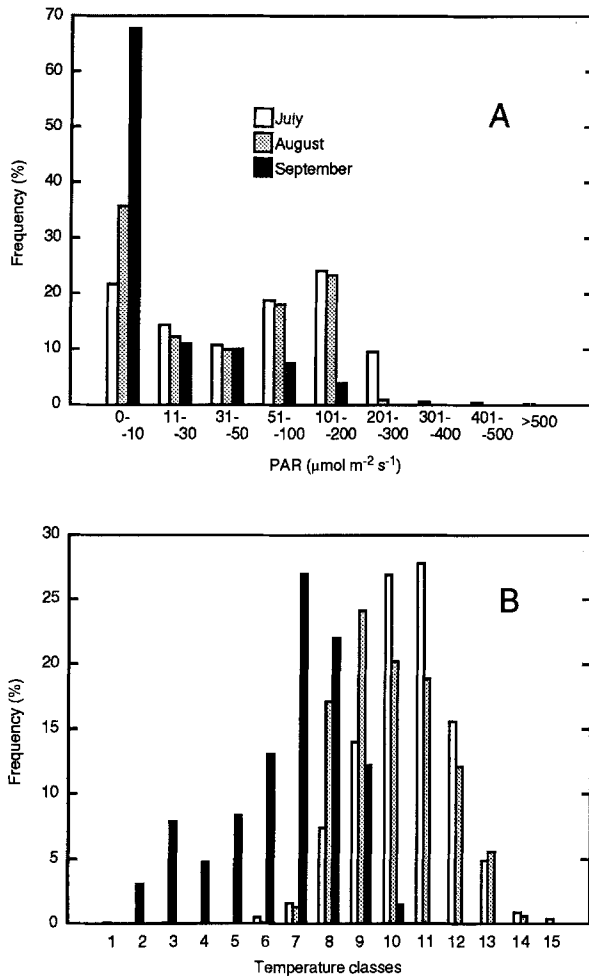 70
60
50
40
30
20
10
0
Frequency (%)
A
July
August
September
0- 11- 31- 51- 101- 201- 301- 401- >500
-10 -30 -50 -100 -200 -300 -400 -500
PAR (µmol m⁻² s⁻¹)
30
25
20
15
10
5
0
Frequency (%)
B
1 2 3 4 5 6 7 8 9 10 11 12 13 14 15
Temperature classes